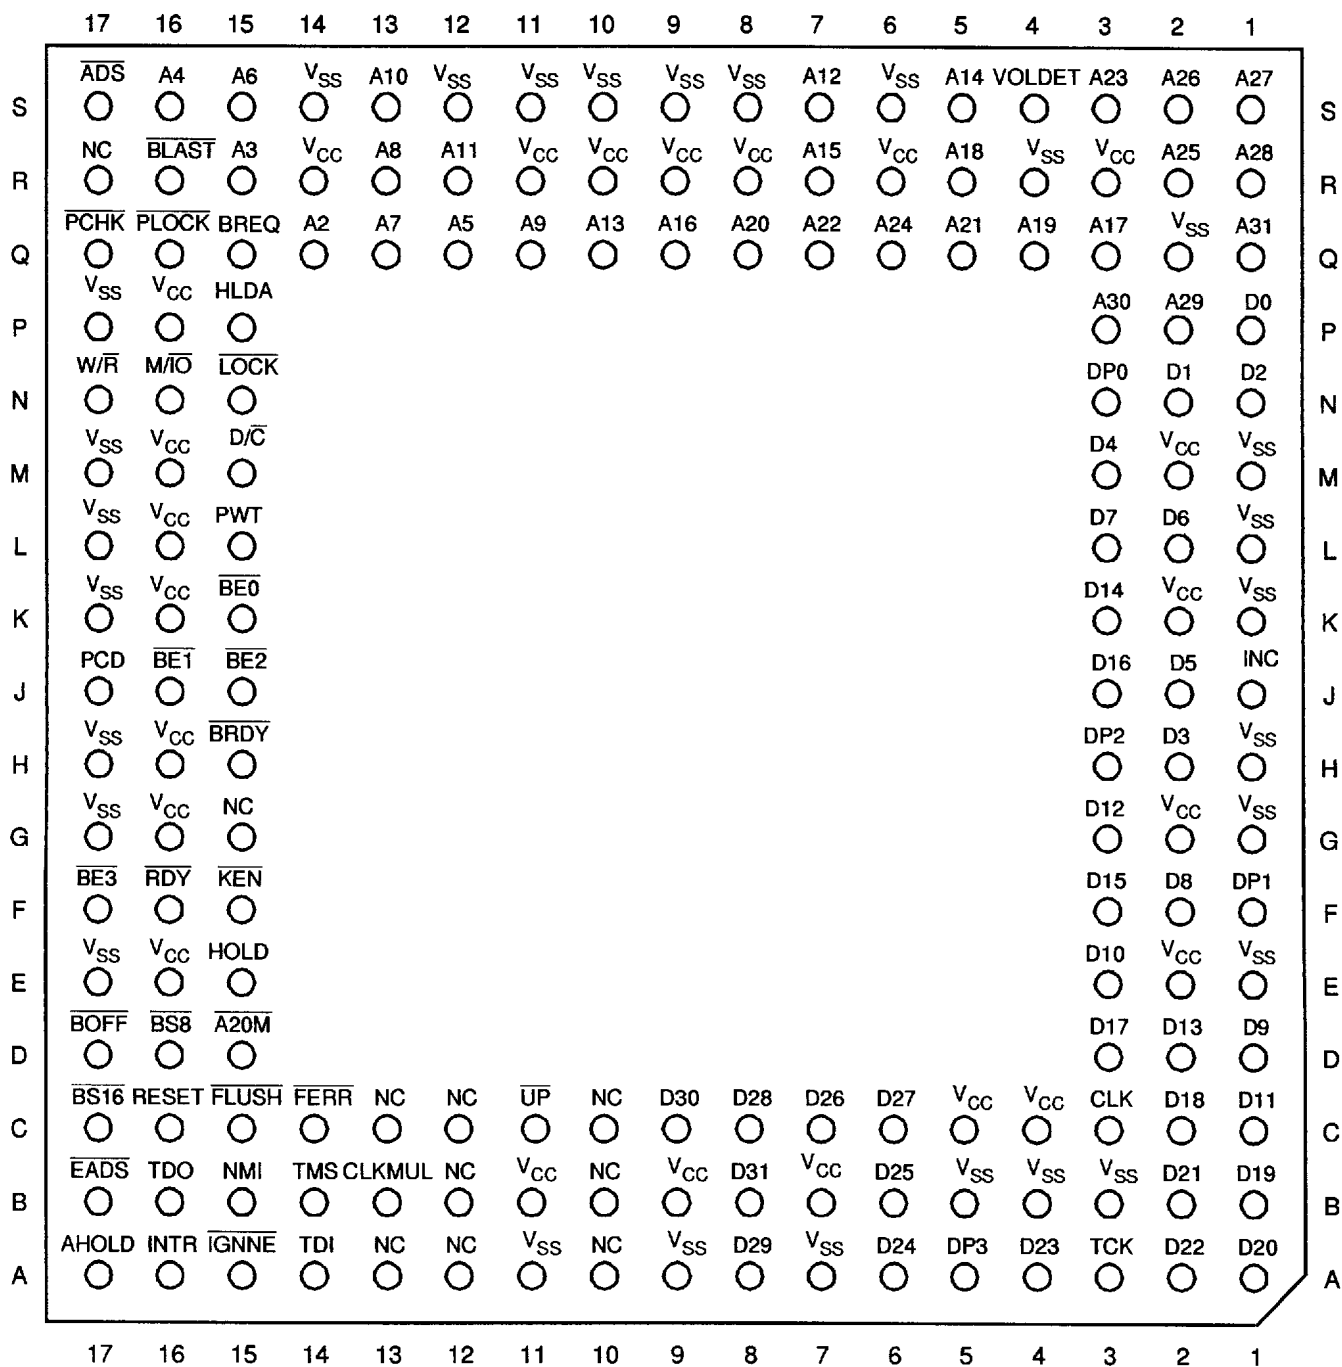 17 16 15 14 13 12 11 10 9 8 7 6 5 4 3 2 1
ADS A4 A6 VSS A10 VSS VSS VSS VSS VSS A12 VSS A14 VOLDET A23 A26 A27
S S
NC BLAST A3 VCC A8 A11 VCC VCC VCC VCC A15 VCC A18 VSS VCC A25 A28
R R
PCHK PLOCK BREQ A2 A7 A5 A9 A13 A16 A20 A22 A24 A21 A19 A17 VSS A31
Q Q
VSS VCC HLDA A30 A29 D0
P P
W/R M/IO LOCK DP0 D1 D2
N N
VSS VCC D/C D4 VCC VSS
M M
VSS VCC PWT D7 D6 VSS
L L
VSS VCC BE0 D14 VCC VSS
K K
PCD BE1 BE2 D16 D5 INC
J J
VSS VCC BRDY DP2 D3 VSS
H H
VSS VCC NC D12 VCC VSS
G G
BE3 RDY KEN D15 D8 DP1
F F
VSS VCC HOLD D10 VCC VSS
E E
BOFF BS8 A20M D17 D13 D9
D D
BS16 RESET FLUSH FERR NC NC UP NC D30 D28 D26 D27 VCC VCC CLK D18 D11
C C
EADS TDO NMI TMS CLKMUL NC VCC NC VCC D31 VCC D25 VSS VSS VSS D21 D19
B B
AHOLD INTR IGNNE TDI NC NC VSS NC VSS D29 VSS D24 DP3 D23 TCK D22 D20
A A
17 16 15 14 13 12 11 10 9 8 7 6 5 4 3 2 1